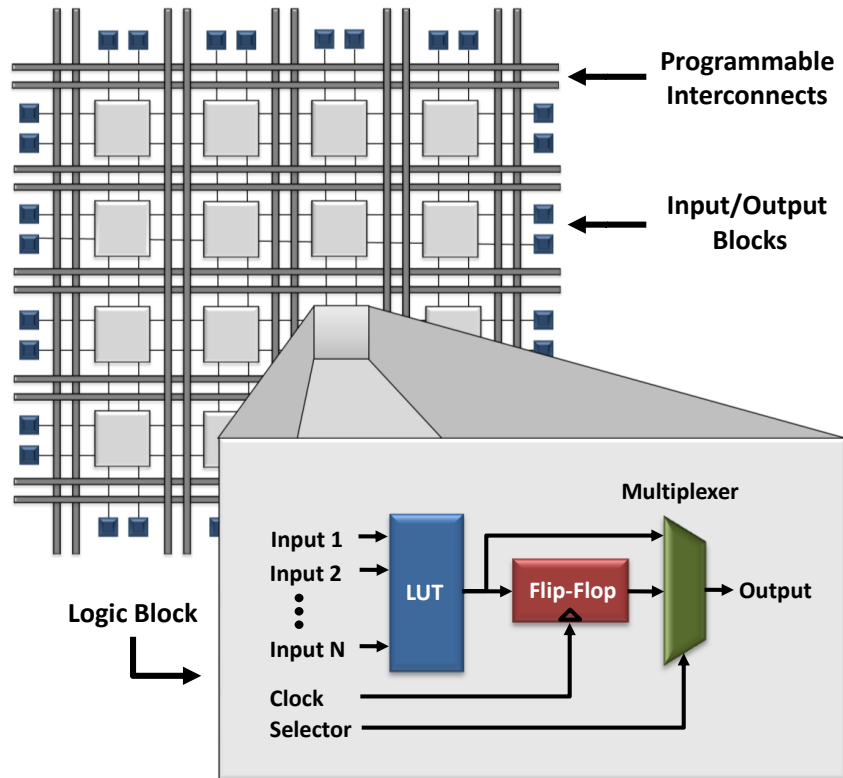 Programmable
Interconnects
Input/Output
Blocks
Multiplexer
Input 1
Input 2
Input N
LUT
Flip-Flop
Output
Logic Block
Clock
Selector